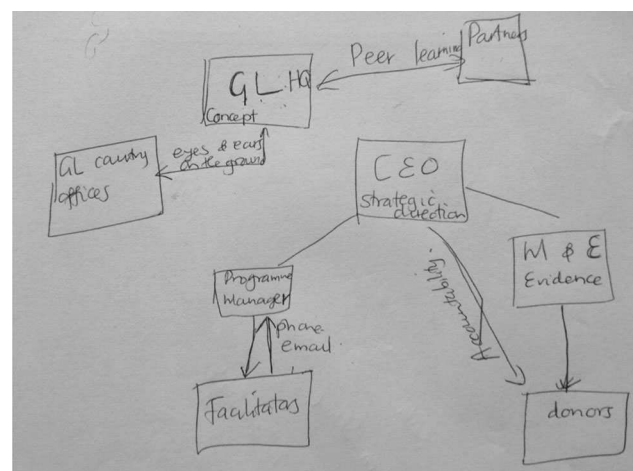 Partners
Peer learning
GL HQ
Concept
eyes & ears
on the ground
GL country
offices
CEO
Strategic
direction
M & E
Evidence
Programme
Manager
phone
email.
Accountability.
Facilitators
donors